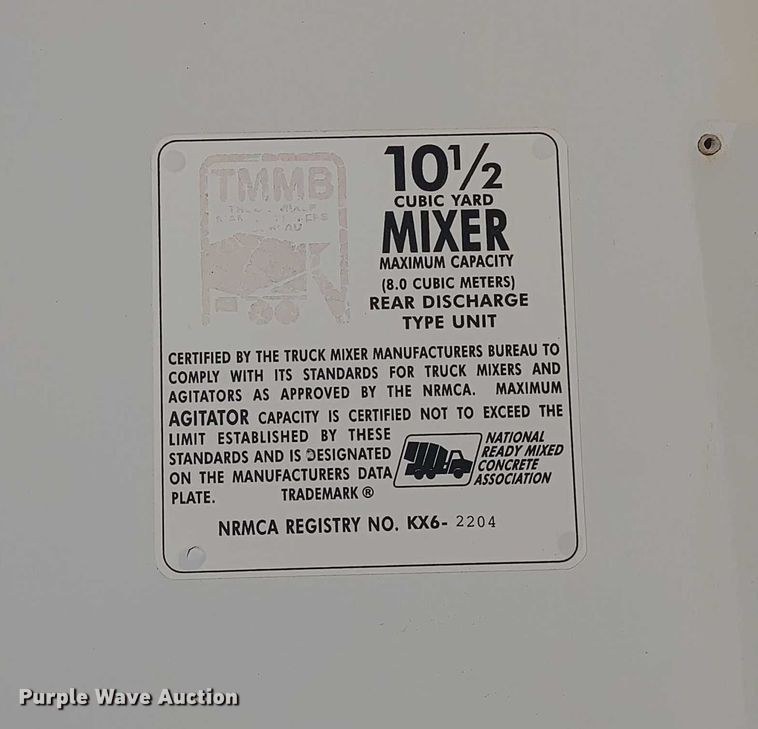 TMMB
10 1/2
CUBIC YARD
MIXER
MAXIMUM CAPACITY
(8.0 CUBIC METERS)
REAR DISCHARGE
TYPE UNIT
CERTIFIED BY THE TRUCK MIXER MANUFACTURERS BUREAU TO
COMPLY WITH ITS STANDARDS FOR TRUCK MIXERS AND
AGITATORS AS APPROVED BY THE NRMCA. MAXIMUM
AGITATOR CAPACITY IS CERTIFIED NOT TO EXCEED THE
LIMIT ESTABLISHED BY THESE
STANDARDS AND IS DESIGNATED
ON THE MANUFACTURERS DATA
PLATE. TRADEMARK ®
NATIONAL
READY MIXED
CONCRETE
ASSOCIATION
NRMCA REGISTRY NO. KX6- 2204
Purple Wave Auction